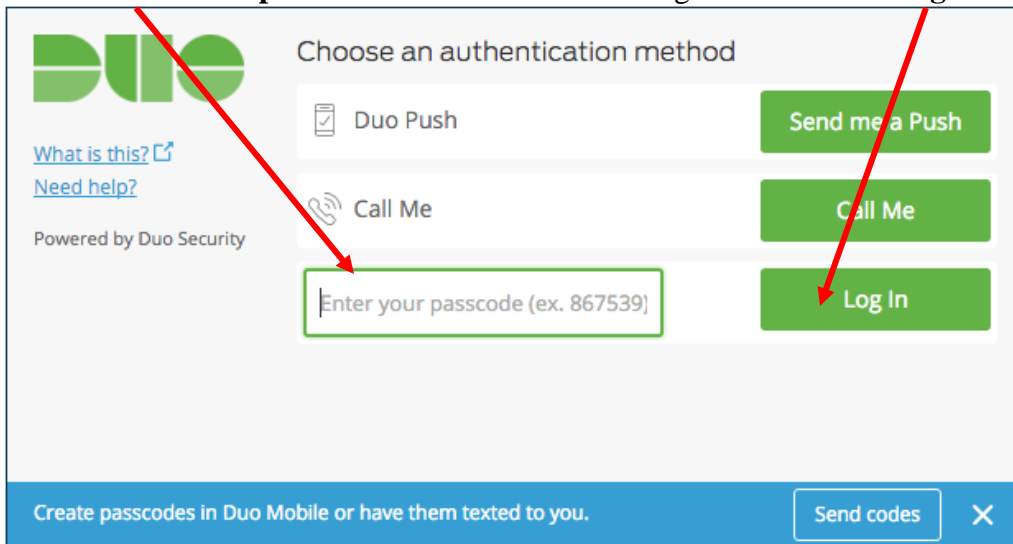 DUO
Choose an authentication method
Duo Push
Send me a Push
What is this?
Need help?
Call Me
Call Me
Powered by Duo Security
Enter your passcode (ex. 867539)
Log In
Create passcodes in Duo Mobile or have them texted to you.
Send codes